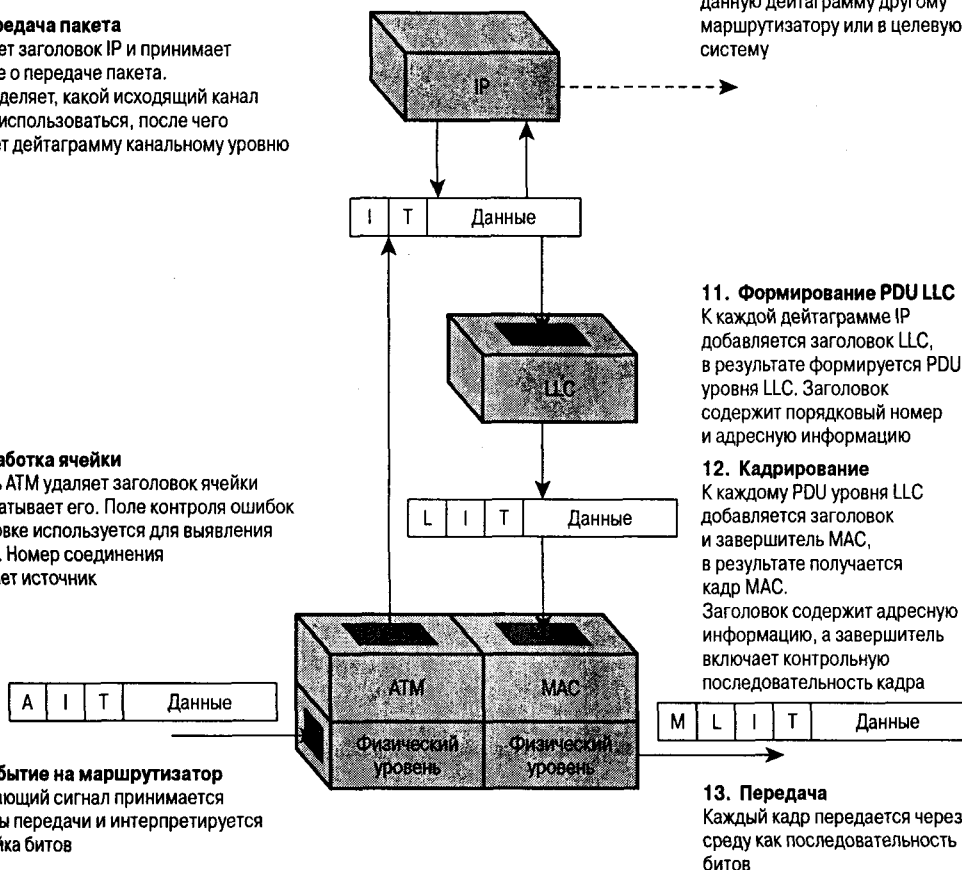 редача пакета
ет заголовок IP и принимает
е о передаче пакета.
деляет, какой исходящий канал
использоваться, после чего
т дейтаграмму канальному уровню
IP
данную дейтаграмму другому
маршрутизатору или в целевую
систему
I T Данные
LLC
11. Формирование PDU LLC
К каждой дейтаграмме IP
добавляется заголовок LLC,
в результате формируется PDU
уровня LLC. Заголовок
содержит порядковый номер
и адресную информацию
аботка ячейки
ATM удаляет заголовок ячейки
атывает его. Поле контроля ошибок
овке используется для выявления
. Номер соединения
ет источник
L I T Данные
12. Кадрирование
К каждому PDU уровня LLC
добавляется заголовок
и завершитель MAC,
в результате получается
кадр MAC.
Заголовок содержит адресную
информацию, а завершитель
включает контрольную
последовательность кадра
A I T Данные
ATM
MAC
Физический
уровень
Физический
уровень
M L I T Данные
бытие на маршрутизатор
ающий сигнал принимается
ы передачи и интерпретируется
йка битов
13. Передача
Каждый кадр передается через
среду как последовательность
битов